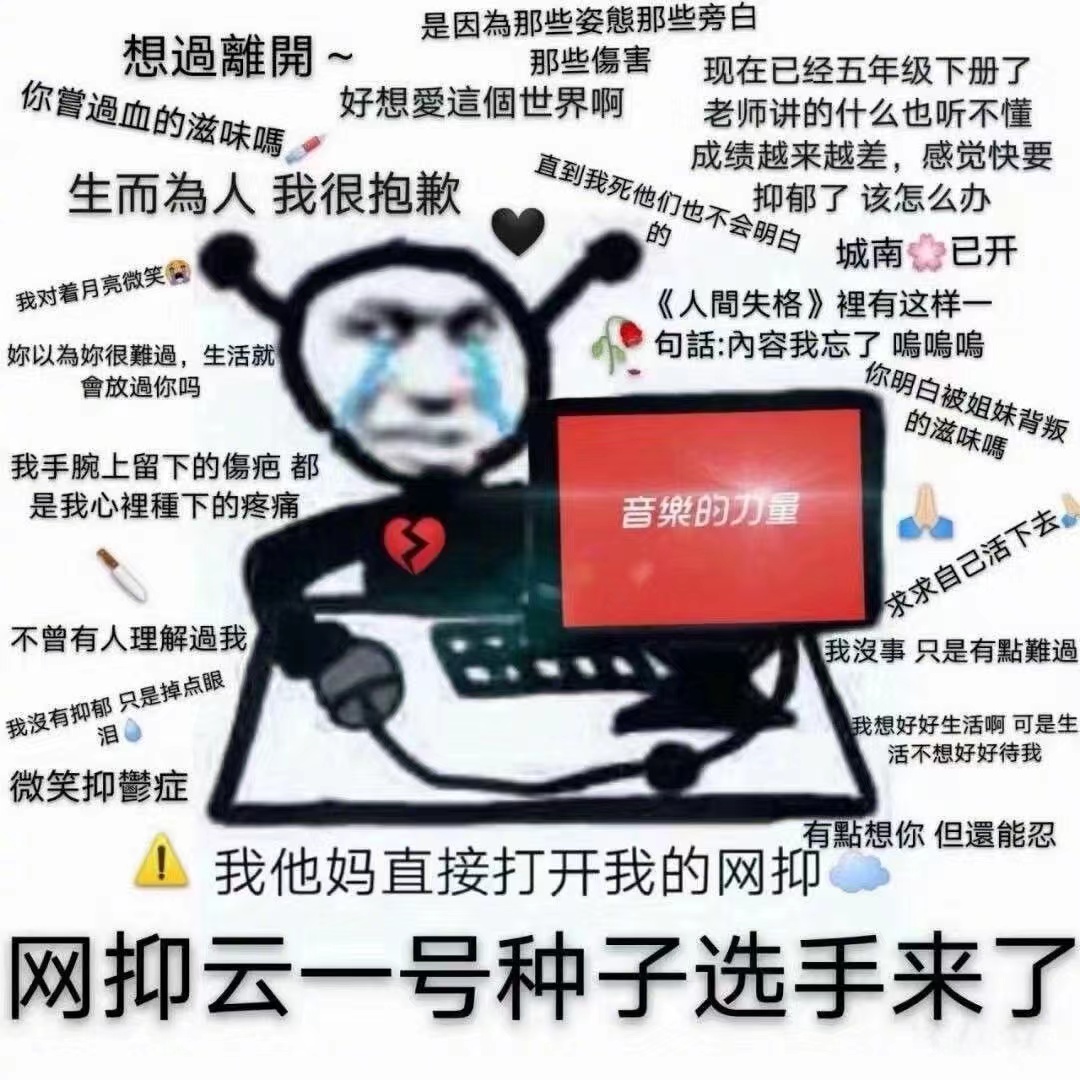 是因為那些姿態那些旁白
那些傷害
想過離開~
你嘗過血的滋味嗎
好想愛這個世界啊
现在已经五年级下册了
老师讲的什么也听不懂
成绩越来越差，感觉快要
抑郁了 该怎么办
生而為人 我很抱歉
直到我死他们也不会明白
的
城南🌸已开
我对着月亮微笑😭
《人間失格》裡有这样一
句話:內容我忘了 嗚嗚嗚
妳以為妳很難過，生活就
會放過你吗
你明白被姐妹背叛
的滋味嗎
我手腕上留下的傷疤 都
是我心裡種下的疼痛
音樂的力量
求求自己活下去
不曾有人理解過我
我沒事 只是有點難過
我沒有抑郁 只是掉点眼
泪💧
我想好好生活啊 可是生
活不想好好待我
微笑抑鬱症
有點想你 但還能忍
⚠️我他妈直接打开我的网抑☁️
网抑云一号种子选手来了